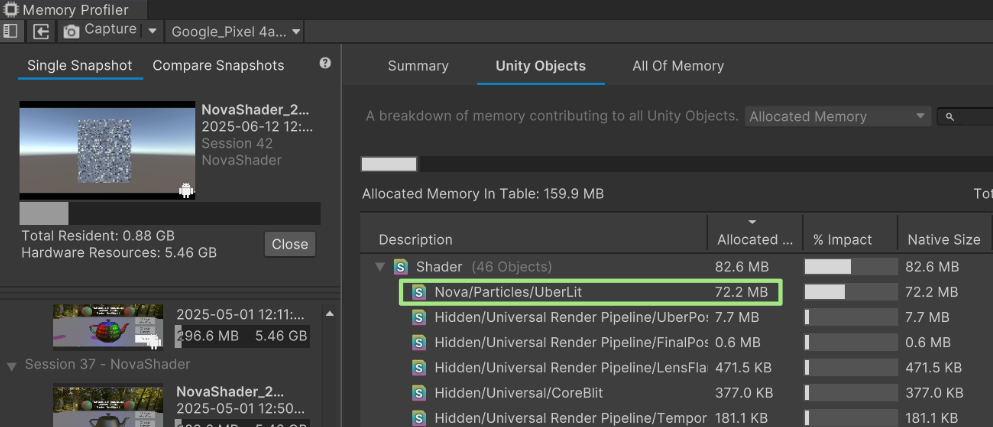 Memory Profiler
Capture
Google_Pixel 4a...
Single Snapshot
Compare Snapshots
?
NovaShader_2...
2025-06-12 12:...
Session 42
NovaShader
Total Resident: 0.88 GB
Hardware Resources: 5.46 GB
Close
2025-05-01 12:11:...
296.6 MB 5.46 GB
Session 37 - NovaShader
NovaShader_2...
2025-05-01 12:50...
5.46 GB
Summary
Unity Objects
All Of Memory
A breakdown of memory contributing to all Unity Objects.
Allocated Memory
Allocated Memory In Table: 159.9 MB
Description Allocated ... % Impact Native Size
Shader (46 Objects) 82.6 MB 82.6 MB
Nova/Particles/UberLit 72.2 MB 72.2 MB
Hidden/Universal Render Pipeline/UberPos 7.7 MB 7.7 MB
Hidden/Universal Render Pipeline/FinalPos 0.6 MB 0.6 MB
Hidden/Universal Render Pipeline/LensFla 471.5 KB 471.5 KB
Hidden/Universal/CoreBlit 377.0 KB 377.0 KB
Hidden/Universal Render Pipeline/Tempor 181.1 KB 181.1 KB